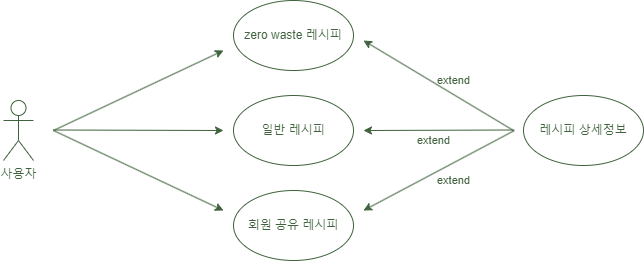 zero waste 레시피
extend
사용자
일반 레시피
extend
레시피 상세정보
extend
회원 공유 레시피